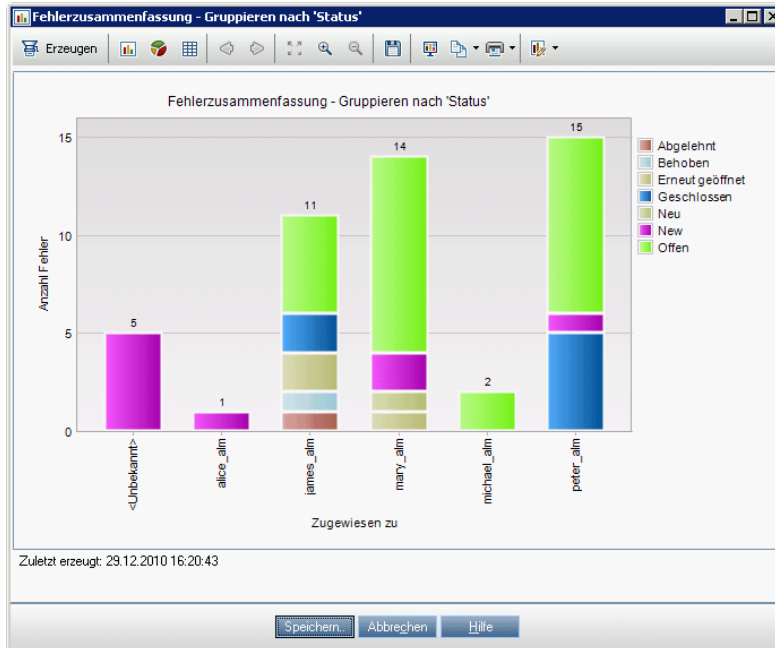 Fehlerzusammenfassung - Gruppieren nach 'Status'
Erzeugen
Fehlerzusammenfassung - Gruppieren nach 'Status'
15
10
5
0
Anzahl Fehler
5
1
11
14
2
15
<Unbekannt>
alice_alm
james_alm
mary_alm
michael_alm
peter_alm
Zugewiesen zu
Abgelehnt
Behoben
Erneut geöffnet
Geschlossen
Neu
New
Offen
Zuletzt erzeugt: 29.12.2010 16:20:43
Speichern..
Abbrechen
Hilfe